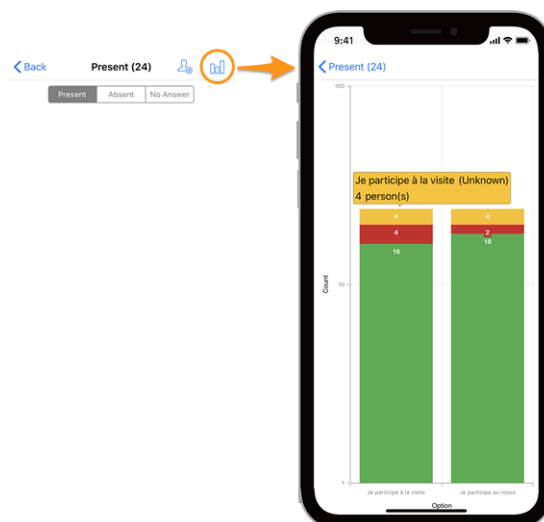 Back
Present (24)
Present
Absent
No Answer
9:41
Present (24)
100
Je participe à la visite (Unknown)
4 person(s)
4
4
4
2
16
18
Count
10
1
Je participe à la visite
Je participe au repas
Option